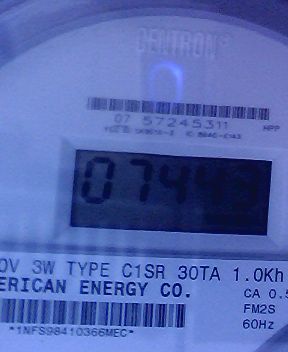 CENTRON®
07 57245311
HPP
0744
0V 3W TYPE C1SR 30TA 1.0Kh
ERICAN ENERGY CO.
CA 0.5
FM2S
60Hz
*1NFS98410366MEC*